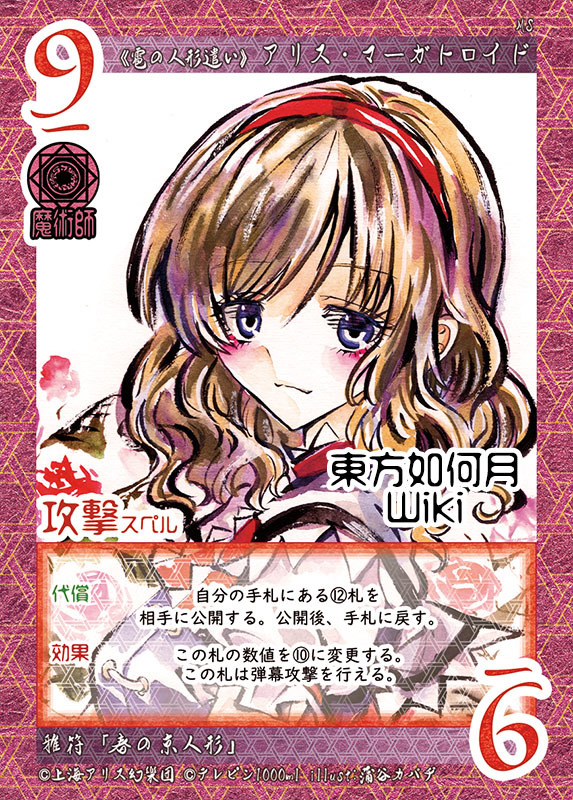 M.S
9
《雹の人形遣い》 アリス・マーガトロイド
魔術師
東方如何月
Wiki
攻撃スペル
代償
自分の手札にある⑫札を
相手に公開する。公開後、手札に戻す。
効果
この札の数値を⑩に変更する。
この札は弾幕攻撃を行える。
6
雅符「春の京人形」
©上海アリス幻樂団 ©テレピン1000ml illust:蒲谷カバヂ